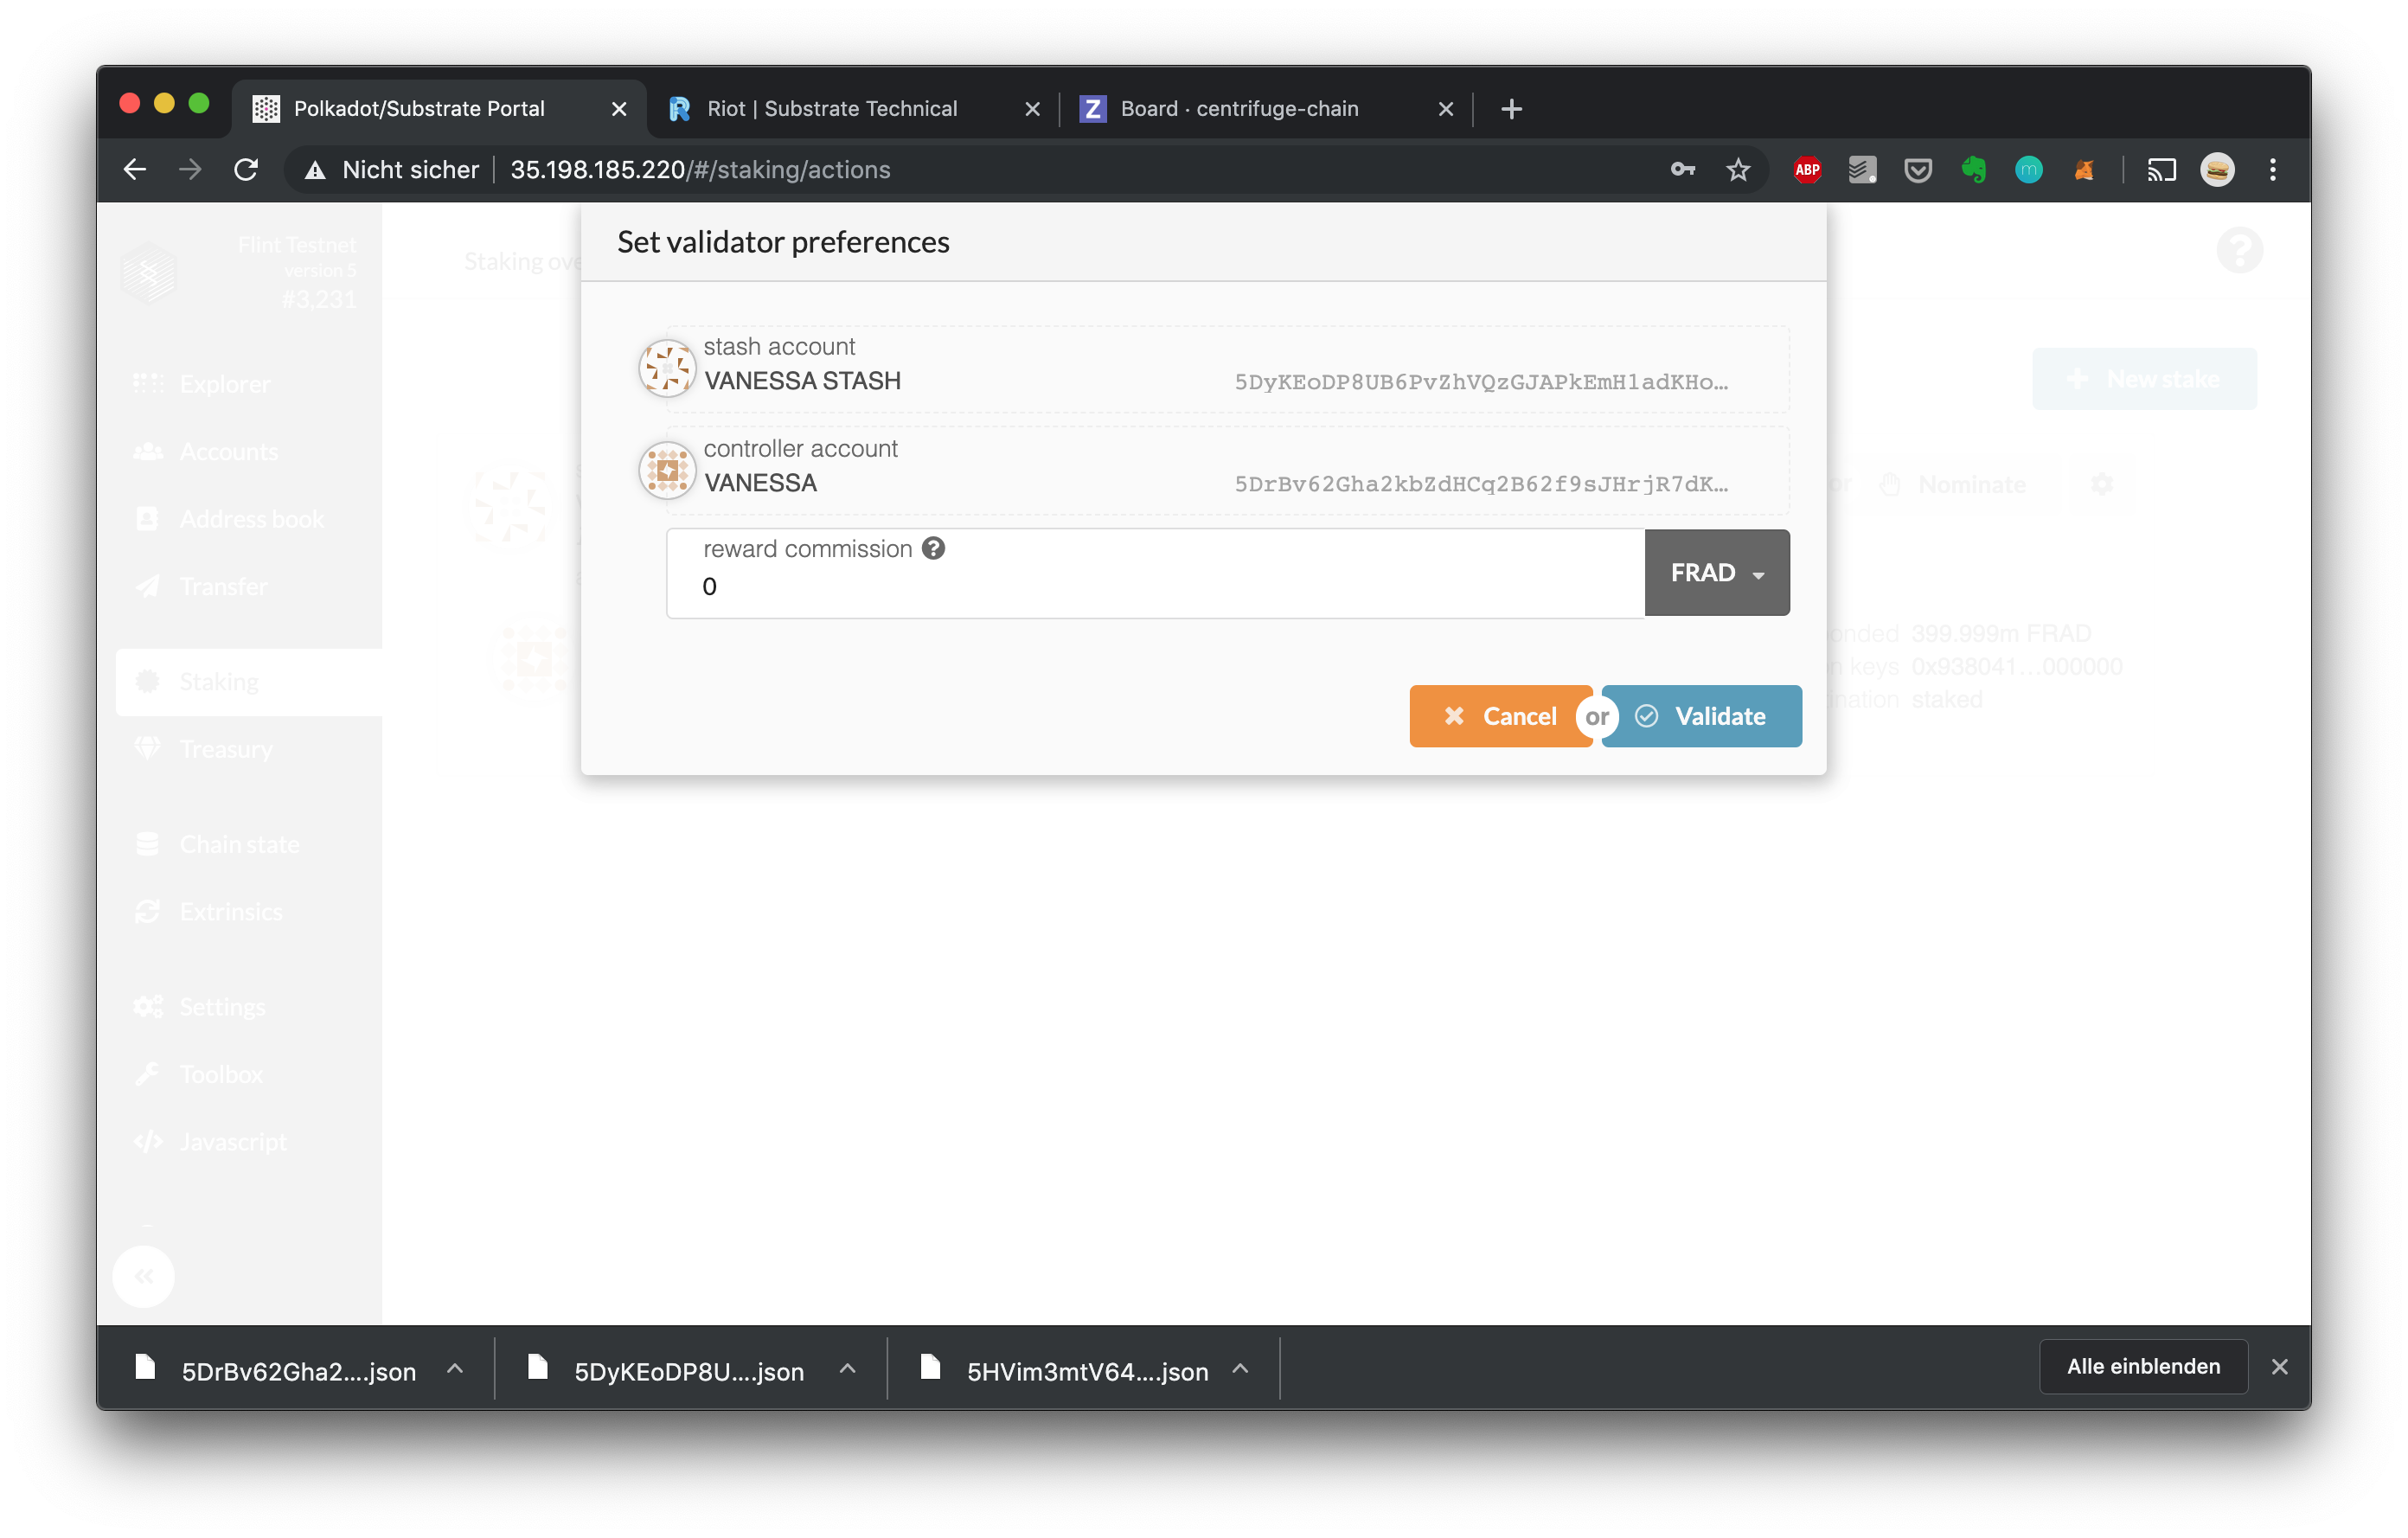 Polkadot/Substrate Portal
Riot | Substrate Technical
Z Board · centrifuge-chain
Nicht sicher
35.198.185.220/#/staking/actions
ABP
m
Flint Testnet
version 5
#3,231
Staking ove
Set validator preferences
stash account
VANESSA STASH
5DyKEoDP8UB6PvZhVQzGJAPkEmH1adKHo…
controller account
VANESSA
5DrBv62Gha2kbZdHCq2B62f9sJHrjR7dK…
reward commission
0
FRAD
Cancel
or
Validate
New stake
or
Nominate
onded 399.999m FRAD
n keys 0x938041…000000
ination staked
Explorer
Accounts
Address book
Transfer
Staking
Treasury
Chain state
Extrinsics
Settings
Toolbox
Javascript
5DrBv62Gha2....json
5DyKEoDP8U....json
5HVim3mtV64....json
Alle einblenden